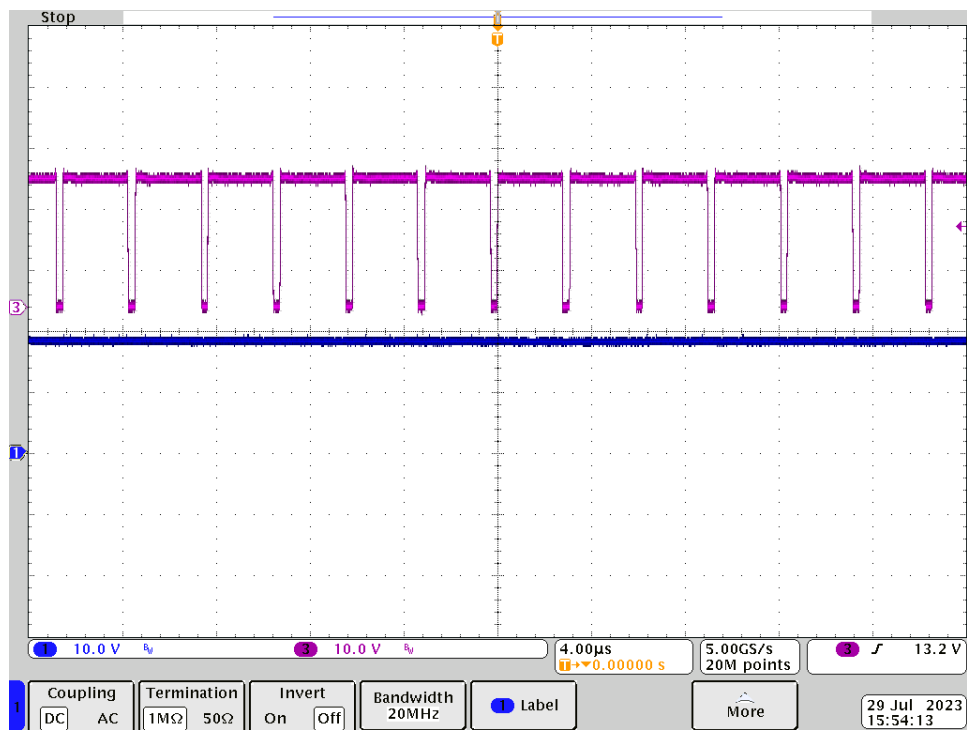 Stop
T
3
1
1 10.0 V BW 3 10.0 V BW
4.00µs
T→▼0.00000 s
5.00GS/s
20M points
3 ∫ 13.2 V
1
Coupling
DC AC
Termination
1MΩ 50Ω
Invert
On Off
Bandwidth
20MHz
1 Label
More
29 Jul 2023
15:54:13